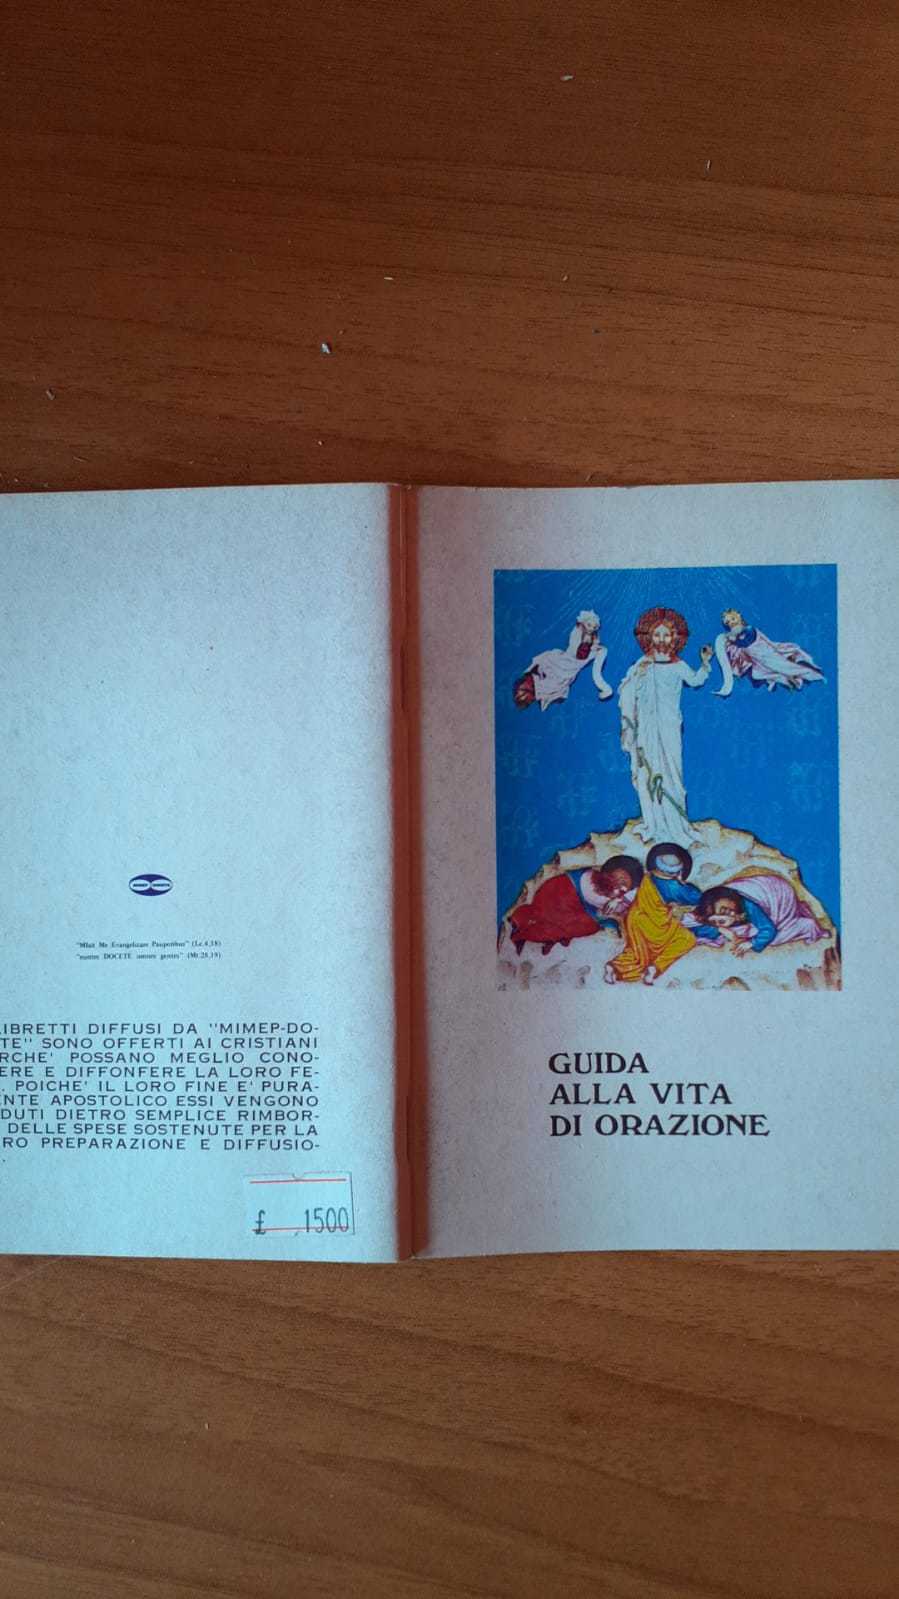 "Misit Me Evangelizare Pauperibus" (Lc.4,18)
"euntes DOCETE omnes gentes" (Mt.28,19)
LIBRETTI DIFFUSI DA "MIMEP-DO-
TE" SONO OFFERTI AI CRISTIANI
RCHE' POSSANO MEGLIO CONO-
ERE E DIFFONFERE LA LORO FE-
. POICHE' IL LORO FINE E' PURA-
ENTE APOSTOLICO ESSI VENGONO
DUTI DIETRO SEMPLICE RIMBOR-
DELLE SPESE SOSTENUTE PER LA
RO PREPARAZIONE E DIFFUSIO-
.
£ 1500
GUIDA
ALLA VITA
DI ORAZIONE